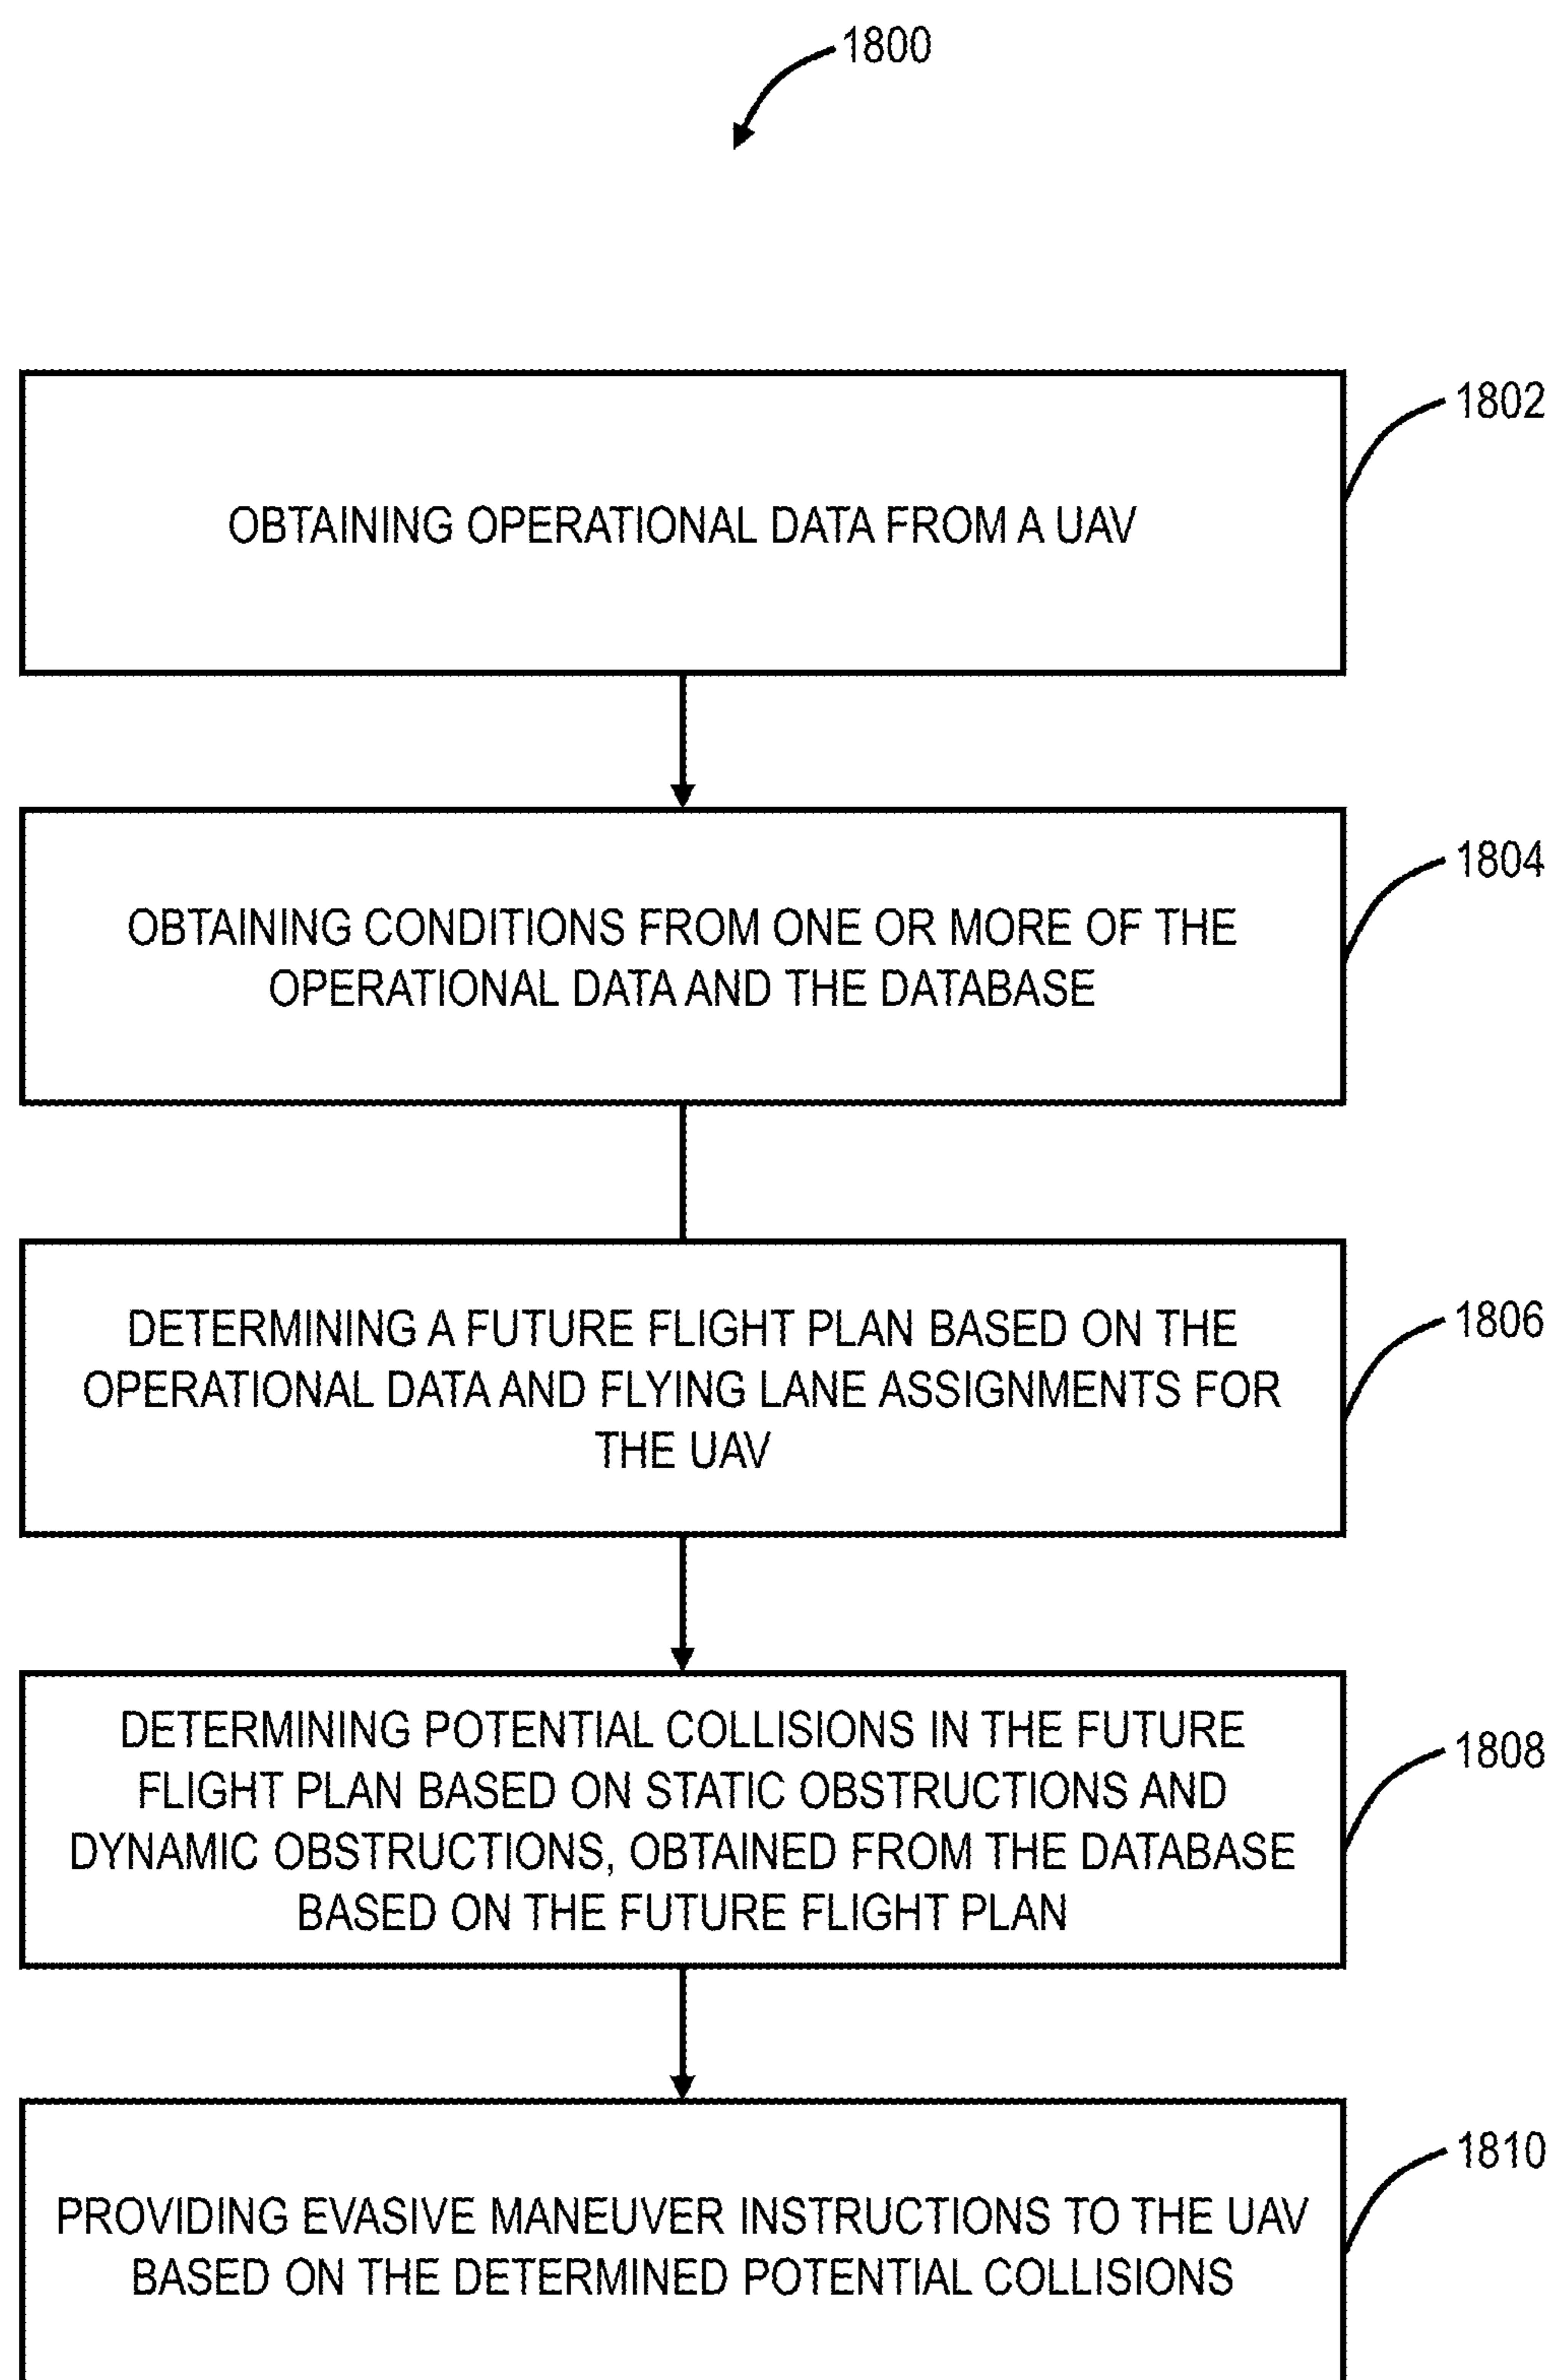 1800
1802
OBTAINING OPERATIONAL DATA FROM A UAV
1804
OBTAINING CONDITIONS FROM ONE OR MORE OF THE
OPERATIONAL DATA AND THE DATABASE
1806
DETERMINING A FUTURE FLIGHT PLAN BASED ON THE
OPERATIONAL DATA AND FLYING LANE ASSIGNMENTS FOR
THE UAV
1808
DETERMINING POTENTIAL COLLISIONS IN THE FUTURE
FLIGHT PLAN BASED ON STATIC OBSTRUCTIONS AND
DYNAMIC OBSTRUCTIONS, OBTAINED FROM THE DATABASE
BASED ON THE FUTURE FLIGHT PLAN
1810
PROVIDING EVASIVE MANEUVER INSTRUCTIONS TO THE UAV
BASED ON THE DETERMINED POTENTIAL COLLISIONS